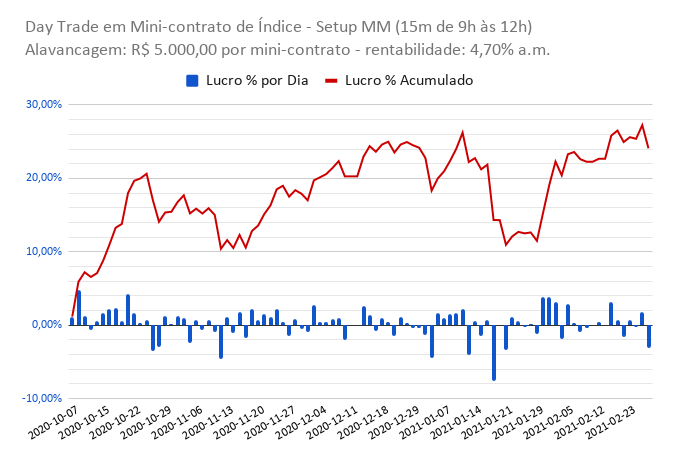 Day Trade em Mini-contrato de Índice - Setup MM (15m de 9h às 12h)
Alavancagem: R$ 5.000,00 por mini-contrato - rentabilidade: 4,70% a.m.
Lucro % por Dia Lucro % Acumulado
30,00%
20,00%
10,00%
0,00%
-10,00%
2020-10-07 2020-10-15 2020-10-22 2020-10-29 2020-11-06 2020-11-13 2020-11-20 2020-11-27 2020-12-04 2020-12-11 2020-12-18 2020-12-29 2021-01-07 2021-01-14 2021-01-21 2021-01-29 2021-02-05 2021-02-12 2021-02-23